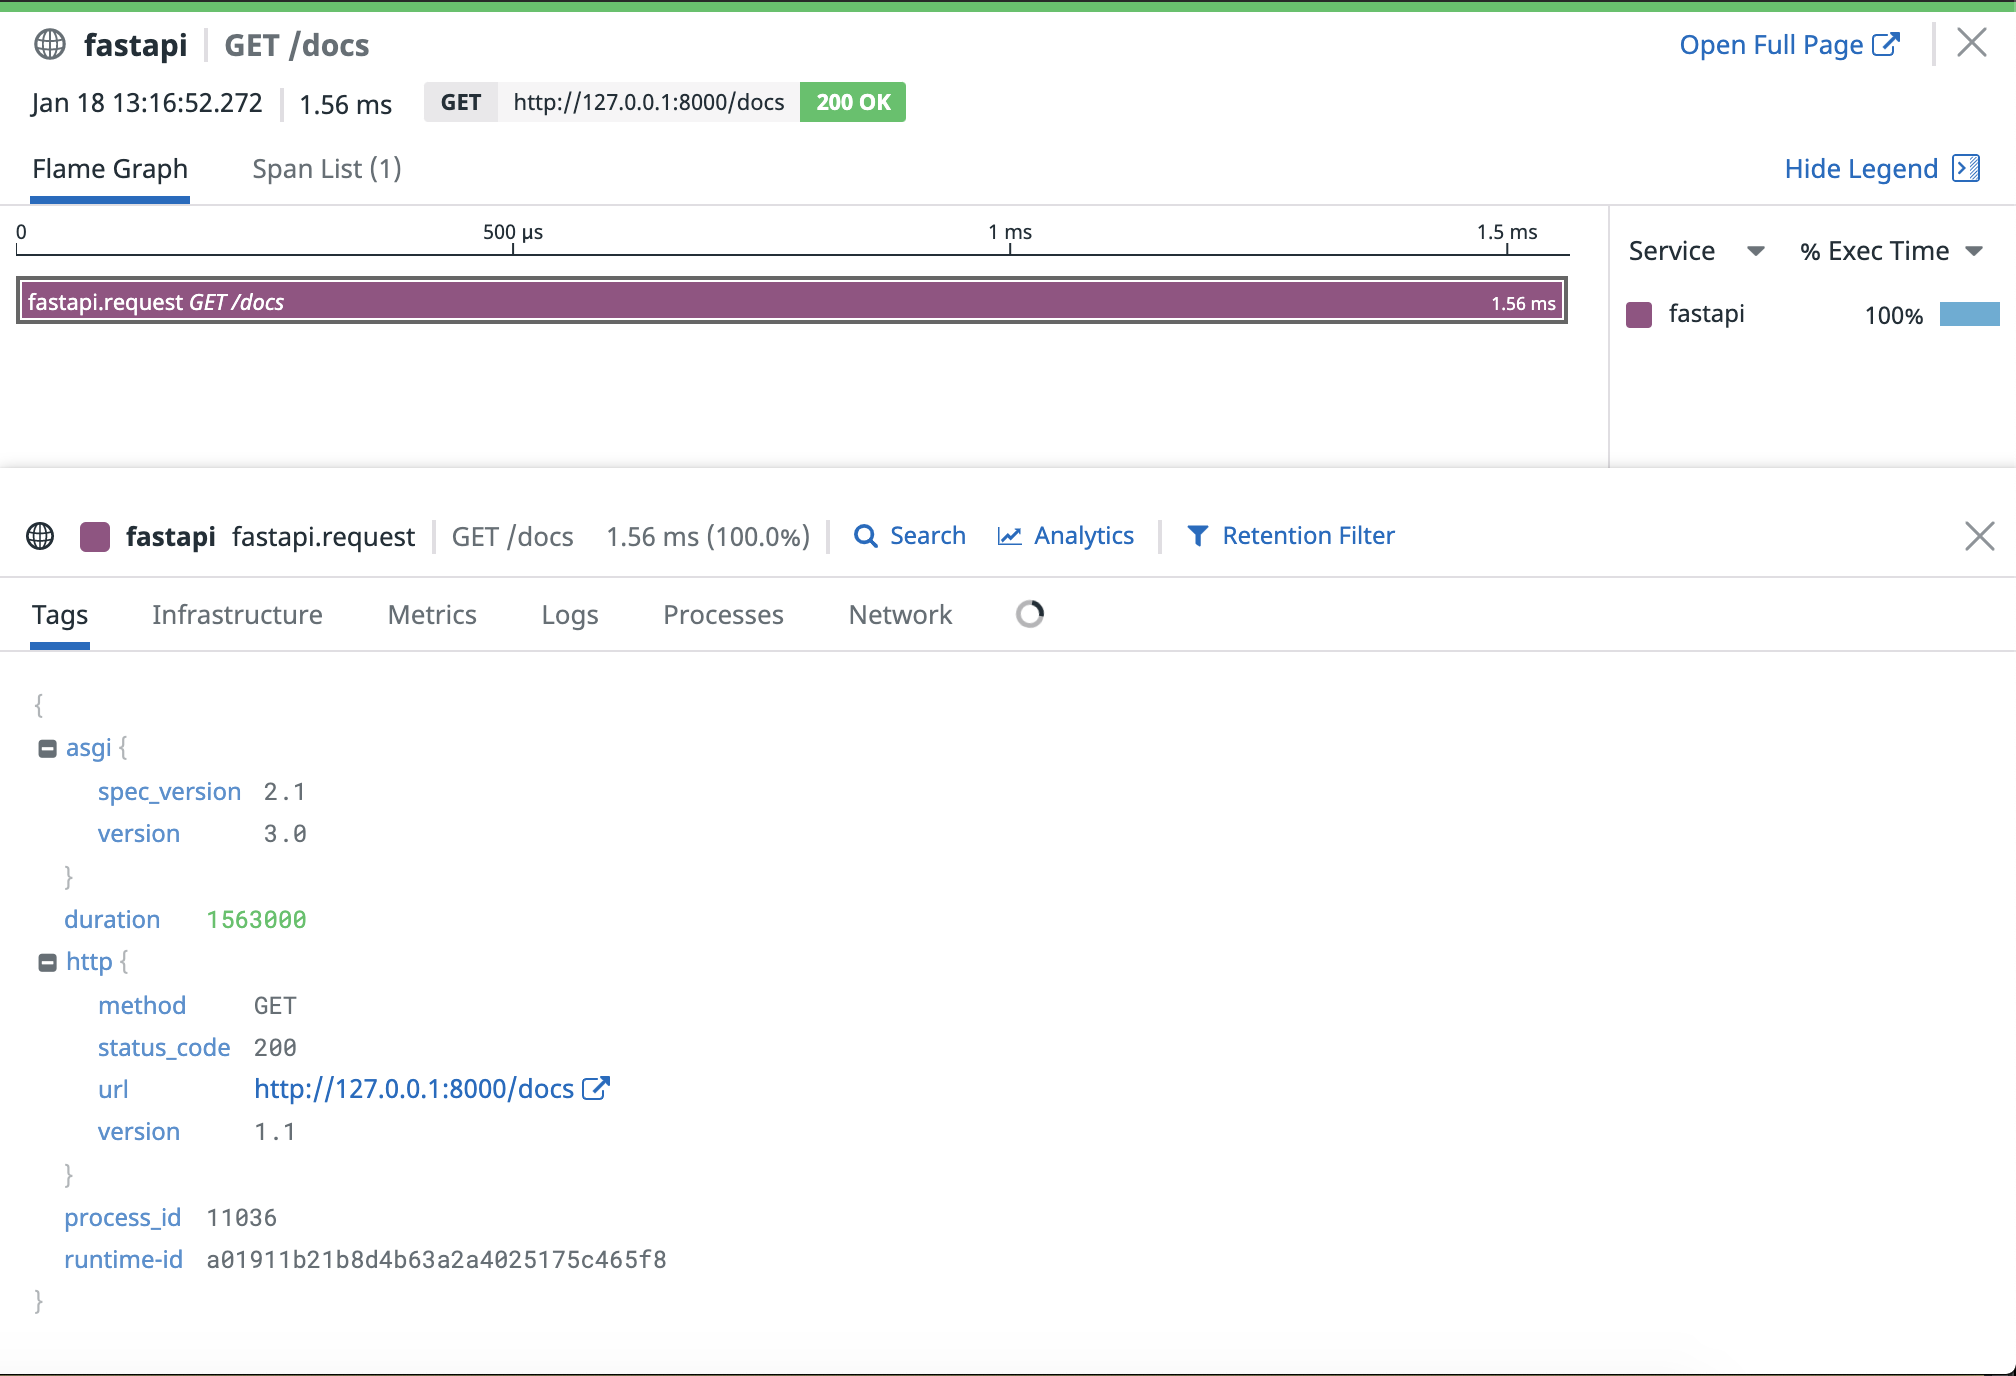 fastapi GET /docs Open Full Page
Jan 18 13:16:52.272 1.56 ms GET http://127.0.0.1:8000/docs 200 OK
Flame Graph Span List (1) Hide Legend
0 500 µs 1 ms 1.5 ms
Service % Exec Time
fastapi.request GET /docs 1.56 ms
fastapi 100%
fastapi fastapi.request GET /docs 1.56 ms (100.0%) Search Analytics Retention Filter
Tags Infrastructure Metrics Logs Processes Network
{
asgi {
spec_version 2.1
version 3.0
}
duration 1563000
http {
method GET
status_code 200
url http://127.0.0.1:8000/docs
version 1.1
}
process_id 11036
runtime-id a01911b21b8d4b63a2a4025175c465f8
}